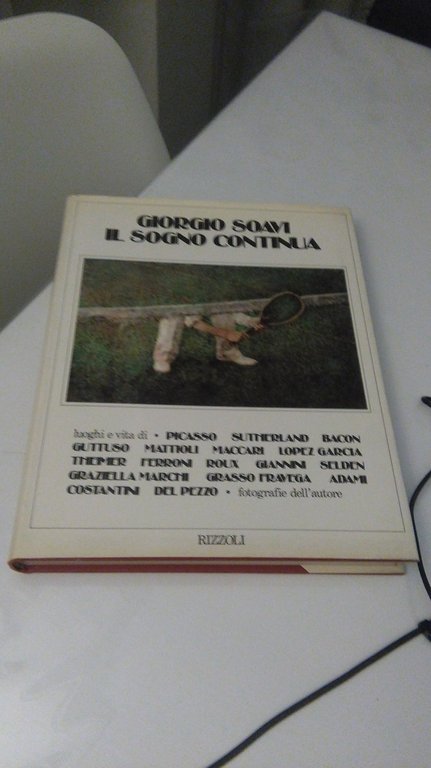 GIORGIO SOAVI
IL SOGNO CONTINUA
luoghi e vita di • PICASSO SUTHERLAND BACON
GUTTUSO MATTIOLI MACCARI LOPEZ GARCIA
THEIMER FERRONI ROUX GIANNINI SELDEN
GRAZIELLA MARCHI GRASSO FRAVEGA ADAMI
COSTANTINI DEL PEZZO • fotografie dell'autore
RIZZOLI